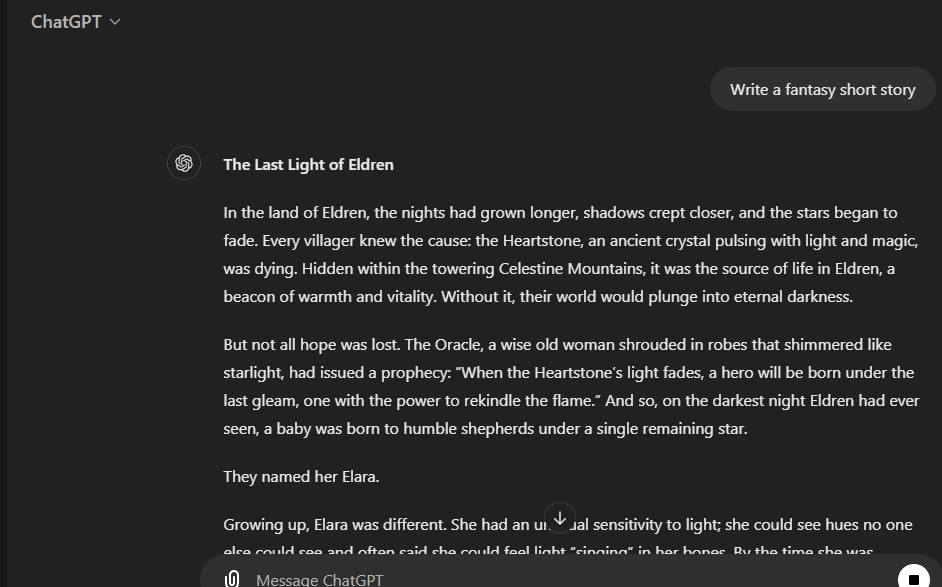 ChatGPT
Write a fantasy short story
The Last Light of Eldren
In the land of Eldren, the nights had grown longer, shadows crept closer, and the stars began to
fade. Every villager knew the cause: the Heartstone, an ancient crystal pulsing with light and magic,
was dying. Hidden within the towering Celestine Mountains, it was the source of life in Eldren, a
beacon of warmth and vitality. Without it, their world would plunge into eternal darkness.
But not all hope was lost. The Oracle, a wise old woman shrouded in robes that shimmered like
starlight, had issued a prophecy: “When the Heartstone’s light fades, a hero will be born under the
last gleam, one with the power to rekindle the flame.” And so, on the darkest night Eldren had ever
seen, a baby was born to humble shepherds under a single remaining star.
They named her Elara.
Growing up, Elara was different. She had an sensitivity to light; she could see hues no one
else could see and often said she could feel light “singing” in her bones. By the time she was
Message ChatGPT